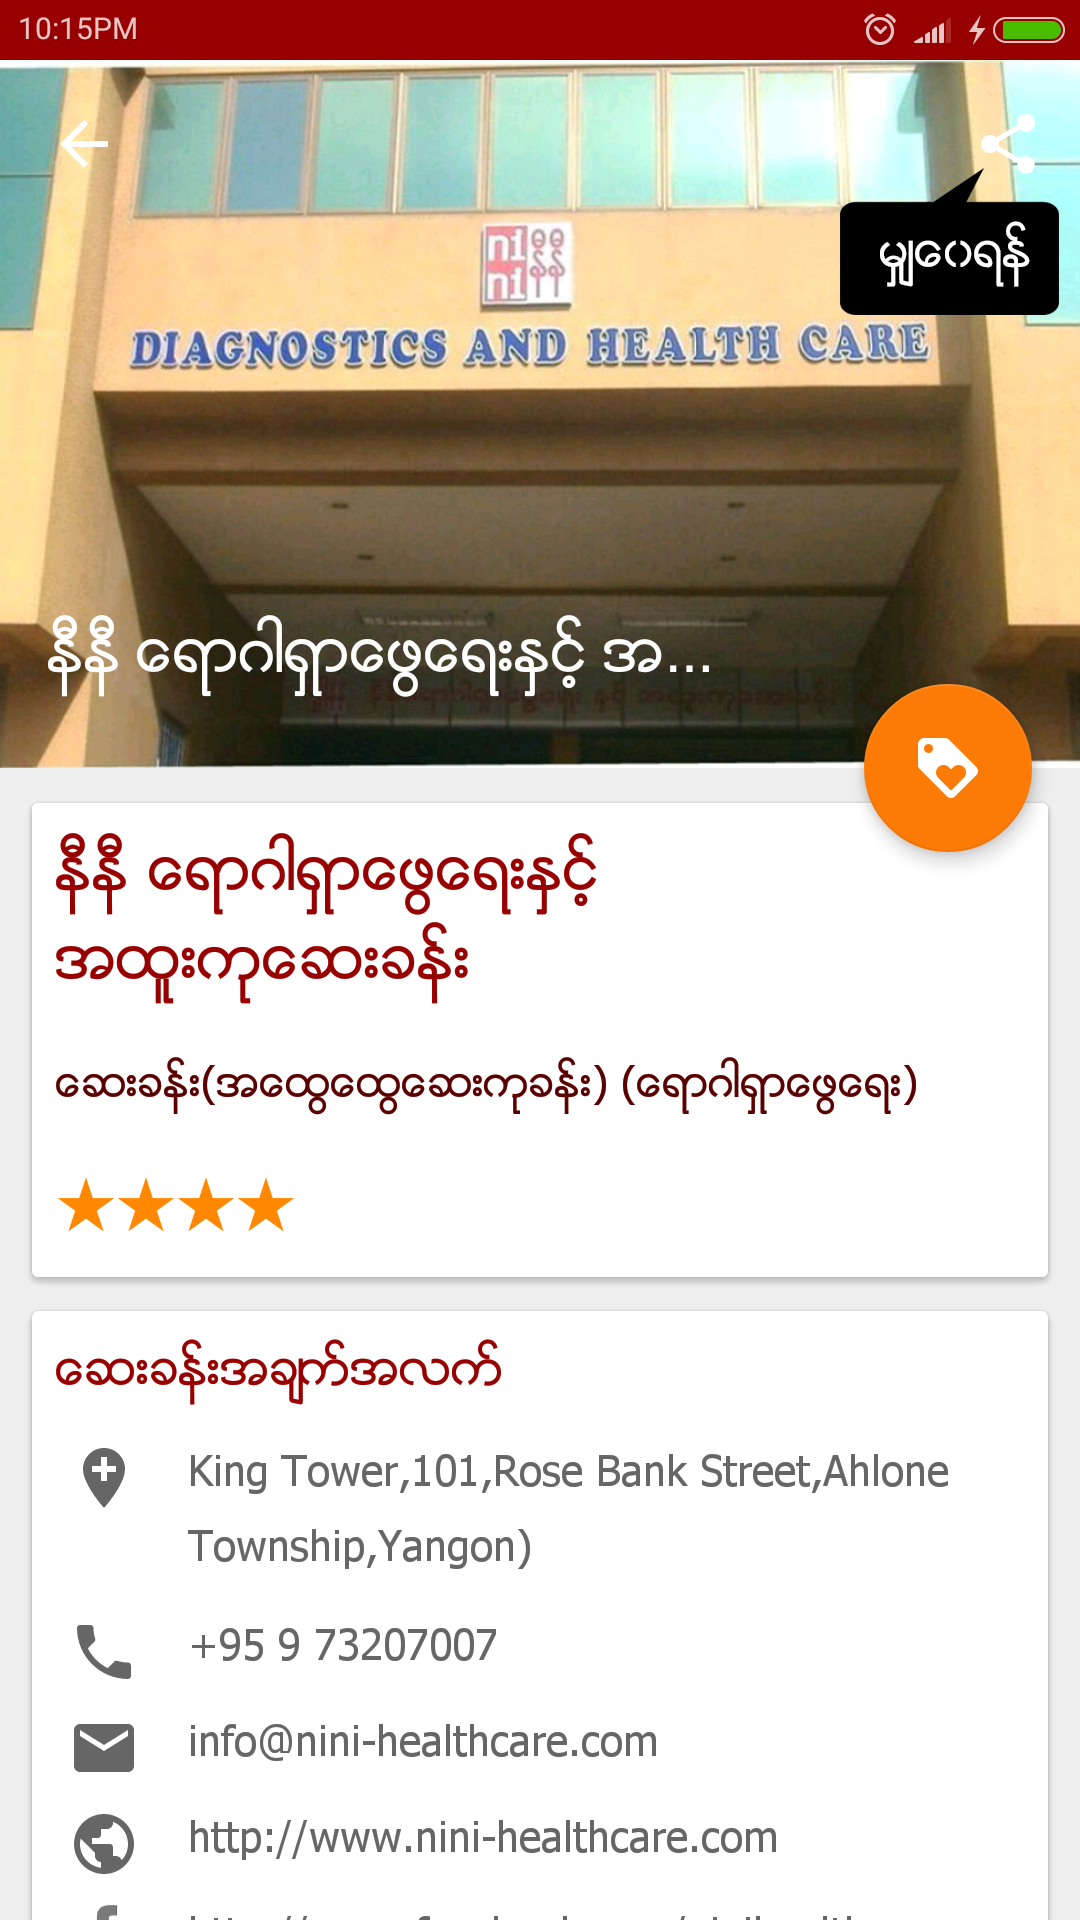 10:15PM
ni နီနီ
ni
မျှဝေရန်
DIAGNOSTICS AND HEALTH CARE
နီနီ ရောဂါရှာဖွေရေးနှင့် အ...
နီနီ ရောဂါရှာဖွေရေးနှင့်
အထူးကုဆေးခန်း
ဆေးခန်း(အထွေထွေဆေးကုခန်း) (ရောဂါရှာဖွေရေး)
ဆေးခန်းအချက်အလက်
King Tower,101,Rose Bank Street,Ahlone
Township,Yangon)
+95 9 73207007
info@nini-healthcare.com
http://www.nini-healthcare.com